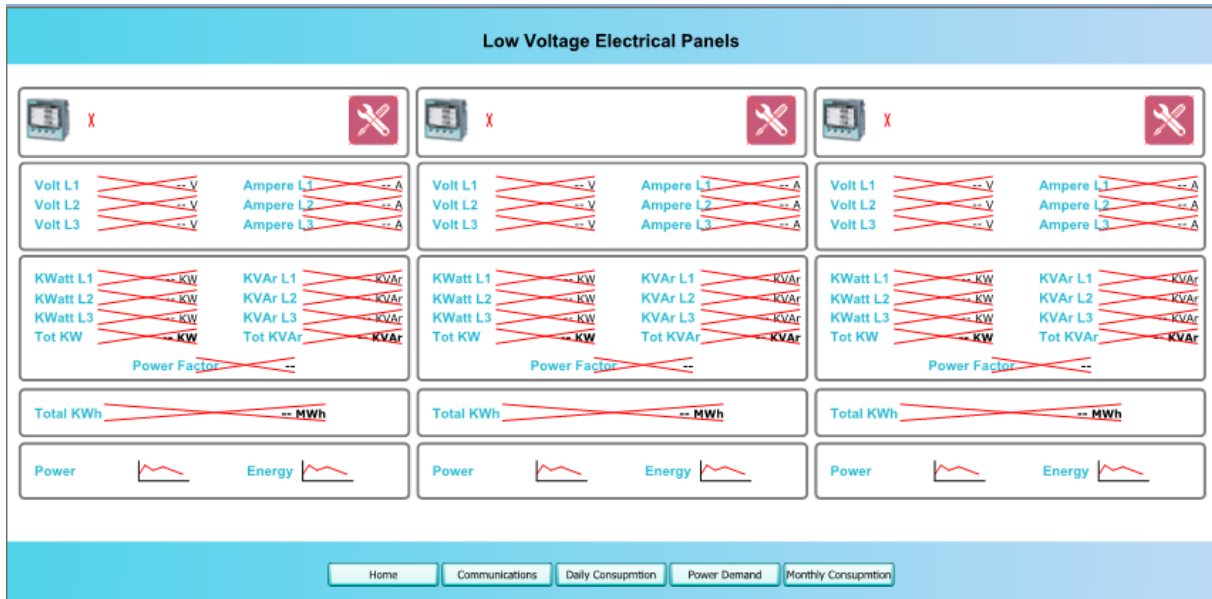 Low Voltage Electrical Panels
Volt L1 -- V Ampere L1 -- A
Volt L2 -- V Ampere L2 -- A
Volt L3 -- V Ampere L3 -- A
KWatt L1 -- KW KVAr L1 -- KVAr
KWatt L2 -- KW KVAr L2 -- KVAr
KWatt L3 -- KW KVAr L3 -- KVAr
Tot KW -- KW Tot KVAr -- KVAr
Power Factor --
Total KWh -- MWh
Power Energy
Volt L1 -- V Ampere L1 -- A
Volt L2 -- V Ampere L2 -- A
Volt L3 -- V Ampere L3 -- A
KWatt L1 -- KW KVAr L1 -- KVAr
KWatt L2 -- KW KVAr L2 -- KVAr
KWatt L3 -- KW KVAr L3 -- KVAr
Tot KW -- KW Tot KVAr -- KVAr
Power Factor --
Total KWh -- MWh
Power Energy
Volt L1 -- V Ampere L1 -- A
Volt L2 -- V Ampere L2 -- A
Volt L3 -- V Ampere L3 -- A
KWatt L1 -- KW KVAr L1 -- KVAr
KWatt L2 -- KW KVAr L2 -- KVAr
KWatt L3 -- KW KVAr L3 -- KVAr
Tot KW -- KW Tot KVAr -- KVAr
Power Factor --
Total KWh -- MWh
Power Energy
Home Communications Daily Consupmtion Power Demand Monthly Consupmtion